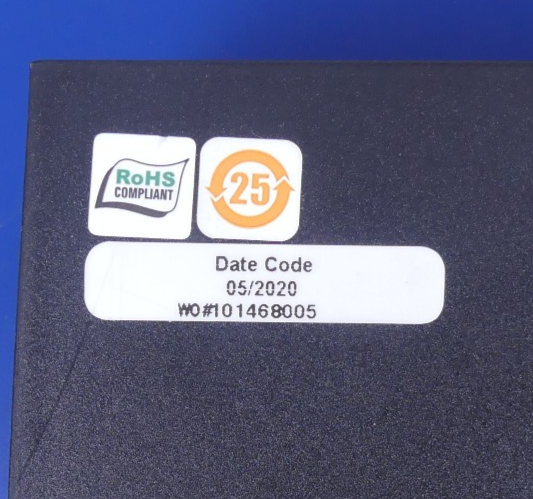 RoHS
COMPLIANT
25
Date Code
05/2020
WO#101468005